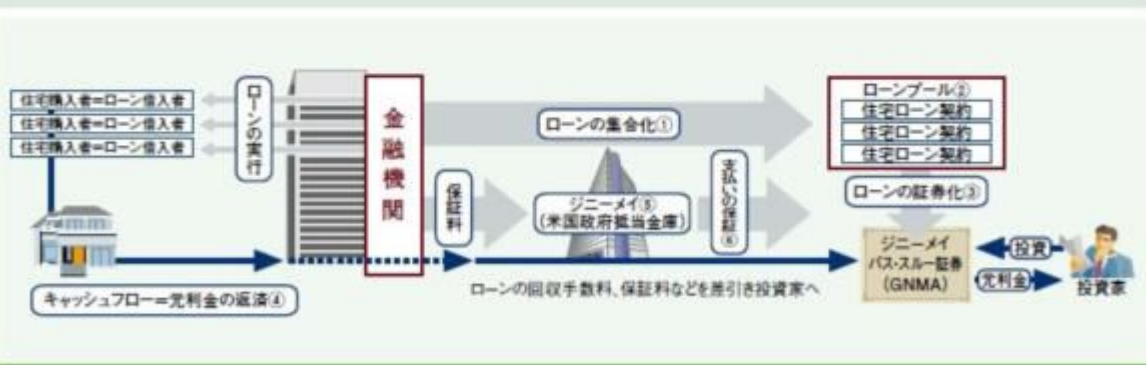 住宅購入者=ローン借入者
住宅購入者=ローン借入者
住宅購入者=ローン借入者
ローンの実行
金融機関
ローンの集合化①
ローンプール②
住宅ローン契約
住宅ローン契約
住宅ローン契約
保証料
ジニーメイ⑤
(米国政府抵当金庫)
支払いの保証⑥
ローンの証券化③
ジニーメイ
パス・スルー証券
(GNMA)
投資
元利金
投資家
キャッシュフロー=元利金の返済④
ローンの回収手数料、保証料などを差引き投資家へ